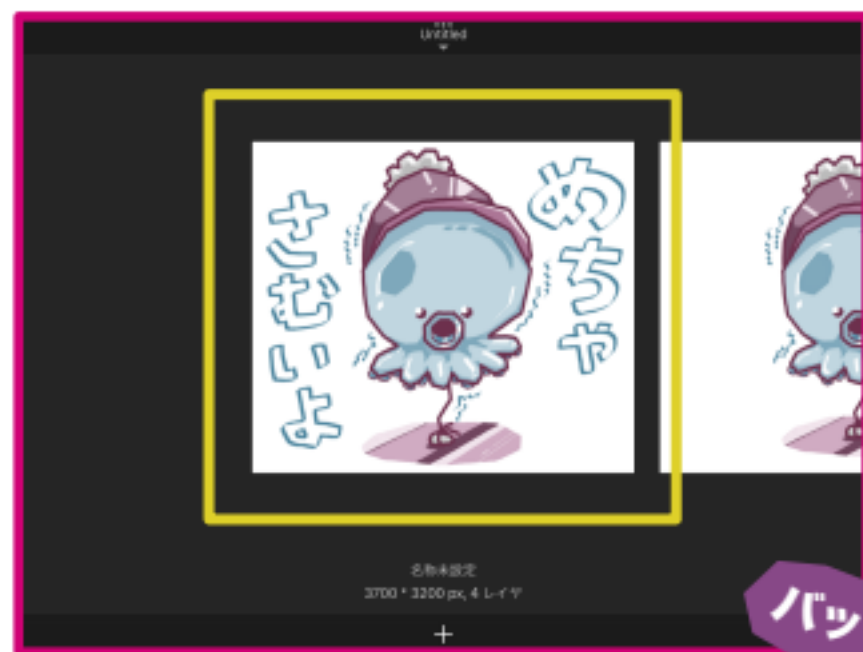 Untitled
めちゃ
さむいよ
名称未設定
3700 * 3200 px, 4 レイヤ
+
バッ